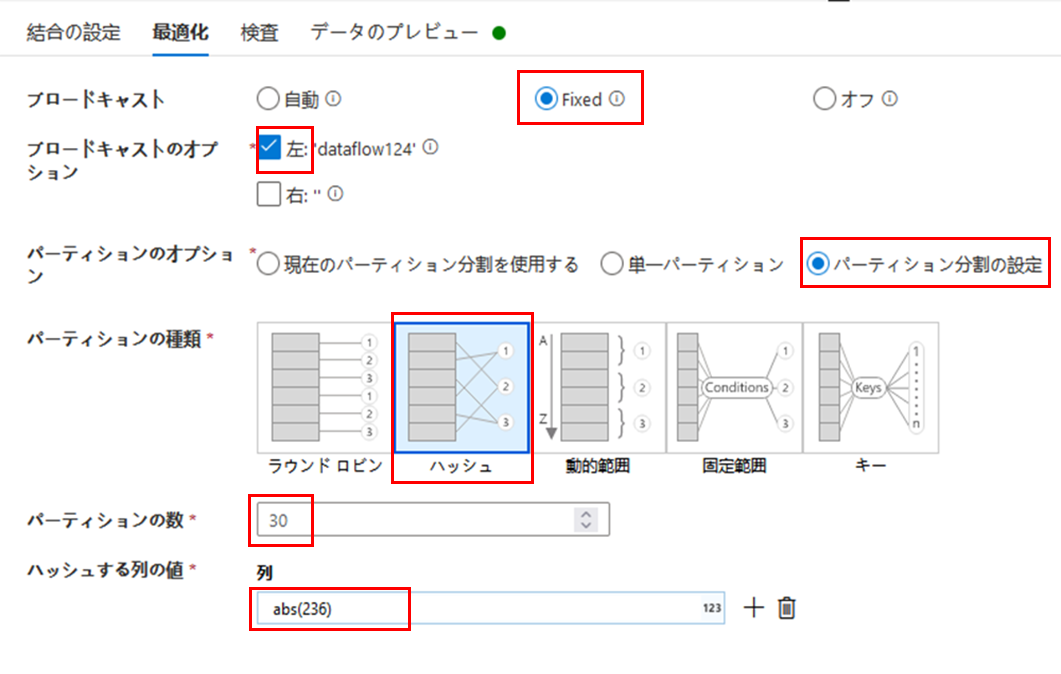 結合の設定 最適化 検査 データのプレビュー
ブロードキャスト 自動 Fixed オフ
ブロードキャストのオプ
ション
* 左: 'dataflow124'
右: ''
パーティションのオプショ
ン
* 現在のパーティション分割を使用する 単一パーティション パーティション分割の設定
パーティションの種類 *
1 2 3 1 2 3
1 2 3
A Z 1 2 3
Conditions 1 2 3
Keys 1 n
ラウンド ロビン ハッシュ 動的範囲 固定範囲 キー
パーティションの数 * 30
ハッシュする列の値 * 列
abs(236) 123